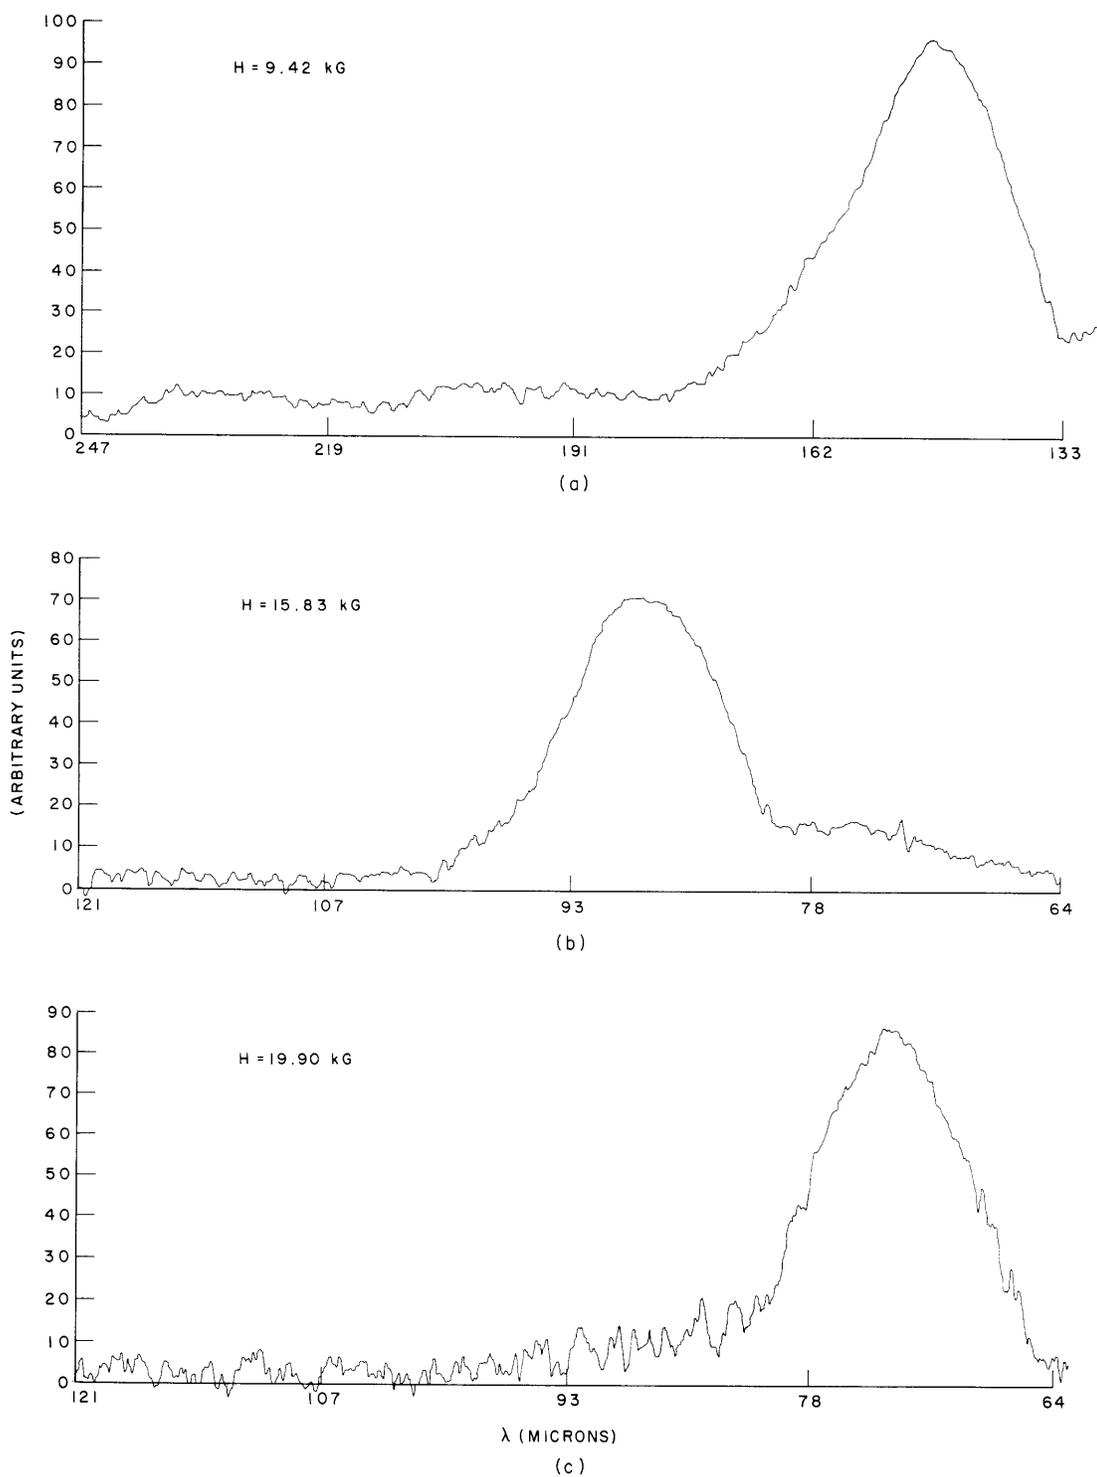 100
H = 9.42 kG
90
80
70
60
50
40
30
20
10
0
247 219 191 162 133
(a)
80
H = 15.83 kG
70
60
50
40
30
20
10
0
121 107 93 78 64
(b)
(ARBITRARY UNITS)
90
H = 19.90 kG
80
70
60
50
40
30
20
10
0
121 107 93 78 64
λ (MICRONS)
(c)